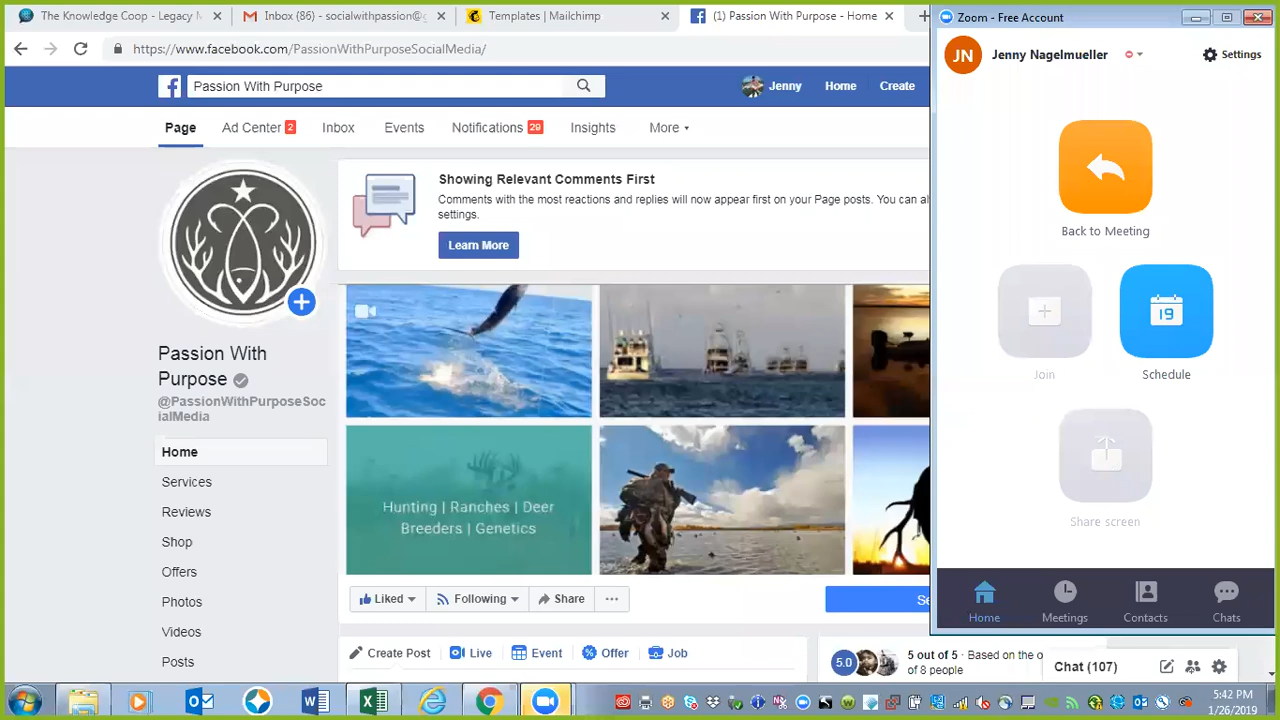 The Knowledge Coop - Legacy M
Inbox (86) - socialwithpassion@g
Templates | Mailchimp
(1) Passion With Purpose - Home
Zoom - Free Account
https://www.facebook.com/PassionWithPurposeSocialMedia/
JN Jenny Nagelmueller
Settings
Passion With Purpose
Jenny Home Create
Page Ad Center 2 Inbox Events Notifications 29 Insights More
Showing Relevant Comments First
Comments with the most reactions and replies will now appear first on your Page posts. You can al
settings.
Learn More
Back to Meeting
Join
19
Schedule
Share screen
Home Meetings Contacts Chats
Passion With
Purpose
@PassionWithPurposeSoc
ialMedia
Home
Services
Reviews
Shop
Offers
Photos
Videos
Posts
Hunting | Ranches | Deer
Breeders | Genetics
Liked Following Share ...
Se
Create Post Live Event Offer Job
5.0
5 out of 5 · Based on the o
of 8 people
Chat (107)
5:42 PM
1/26/2019